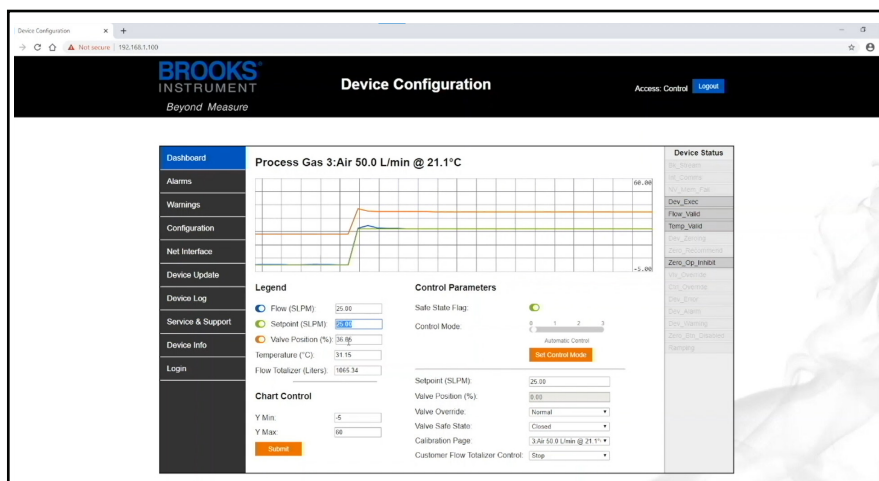 Device Configuration × +
Not secure | 192.168.1.100
BROOKS
INSTRUMENT
Beyond Measure
Device Configuration
Access: Control Logout
Dashboard
Alarms
Warnings
Configuration
Net Interface
Device Update
Device Log
Service & Support
Device Info
Login
Process Gas 3:Air 50.0 L/min @ 21.1°C
60.00
-5.00
Legend
Flow (SLPM): 25.00
Setpoint (SLPM): 25.00
Valve Position (%):
Temperature (°C): 31.15
Flow Totalizer (Liters): 1065.34
Chart Control
Y Min: -5
Y Max: 60
Submit
Control Parameters
Safe State Flag:
Control Mode: 0 1 2 3
Automatic Control
Set Control Mode
Setpoint (SLPM): 25.00
Valve Position (%): 0.00
Valve Override: Normal
Valve Safe State: Closed
Calibration Page: 3:Air 50.0 L/min @ 21.1°
Customer Flow Totalizer Control: Stop
Device Status
Dev_Exec
Flow_Valid
Temp_Valid
Zero_Op_Inhibit
Dev_Error
Dev_Alarm
Dev_Warning
Ramping